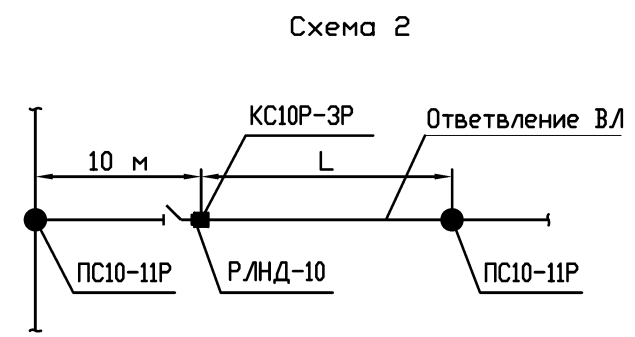 Схема 2
КС10Р-3Р
Ответвление ВЛ
10 м
L
ПС10-11Р
РЛНД-10
ПС10-11Р